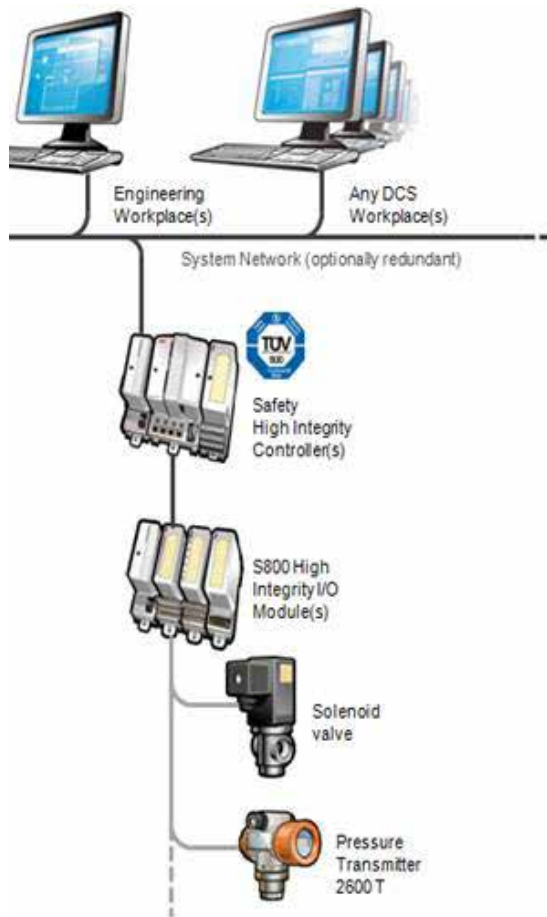 Engineering
Workplace(s)
Any DCS
Workplace(s)
System Network (optionally redundant)
TÜV
Safety
High Integrity
Controller(s)
S800 High
Integrity I/O
Module(s)
Solenoid
valve
Pressure
Transmitter
2600 T